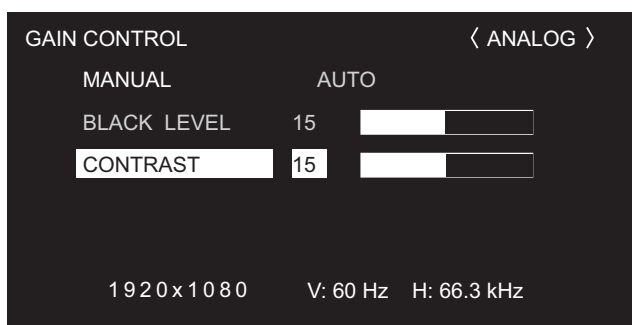 GAIN CONTROL 〈 ANALOG 〉
MANUAL AUTO
BLACK LEVEL 15
CONTRAST 15
1920x1080 V: 60 Hz H: 66.3 kHz